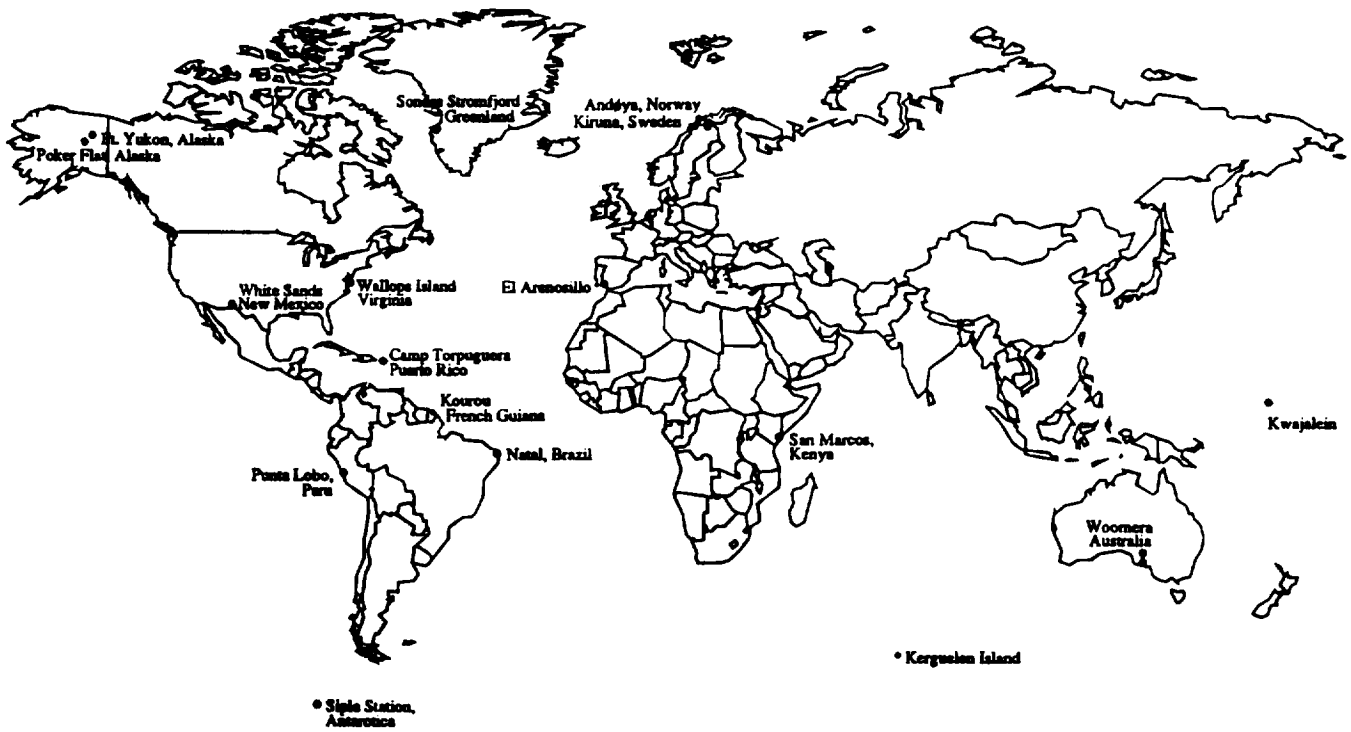 Sondre Stromfjord
Greenland
Andøya, Norway
Kiruna, Sweden
Ft. Yukon, Alaska
Poker Flat, Alaska
White Sands
New Mexico
Wallops Island
Virginia
El Arenosillo
Camp Torpuguera
Puerto Rico
Kourou
French Guiana
Natal, Brazil
Punta Lobo,
Peru
San Marcos,
Kenya
Kwajalein
Woomera
Australia
Kerguelen Island
Siple Station,
Antarctica